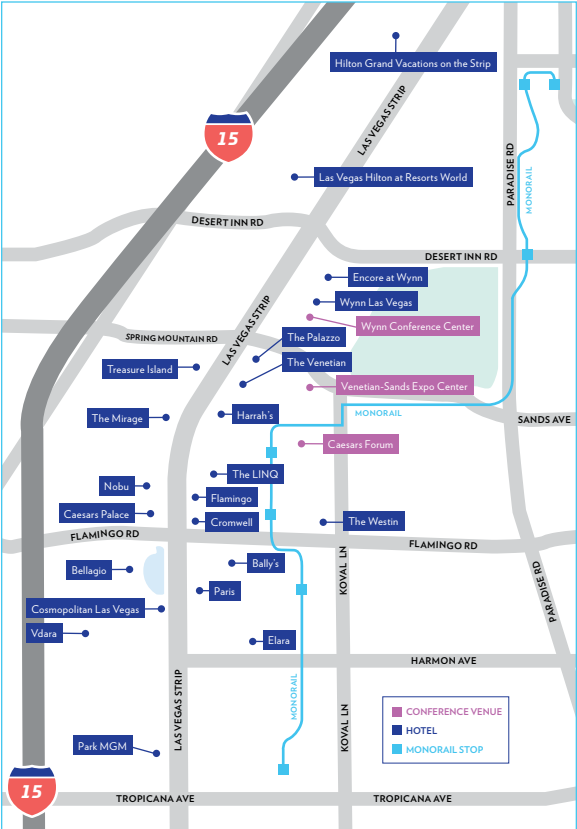 Hilton Grand Vacations on the Strip
LAS VEGAS STRIP
15
PARADISE RD
MONORAIL
Las Vegas Hilton at Resorts World
DESERT INN RD
DESERT INN RD
Encore at Wynn
Wynn Las Vegas
LAS VEGAS STRIP
Wynn Conference Center
SPRING MOUNTAIN RD
The Palazzo
The Venetian
Treasure Island
Venetian-Sands Expo Center
MONORAIL
The Mirage
Harrah's
SANDS AVE
Caesars Forum
The LINQ
Nobu
Flamingo
Caesars Palace
Cromwell
The Westin
FLAMINGO RD
FLAMINGO RD
Bally's
Bellagio
KOVAL LN
PARADISE RD
Paris
Cosmopolitan Las Vegas
Vdara
Elara
HARMON AVE
MONORAIL
LAS VEGAS STRIP
KOVAL LN
CONFERENCE VENUE
HOTEL
MONORAIL STOP
Park MGM
15
TROPICANA AVE
TROPICANA AVE